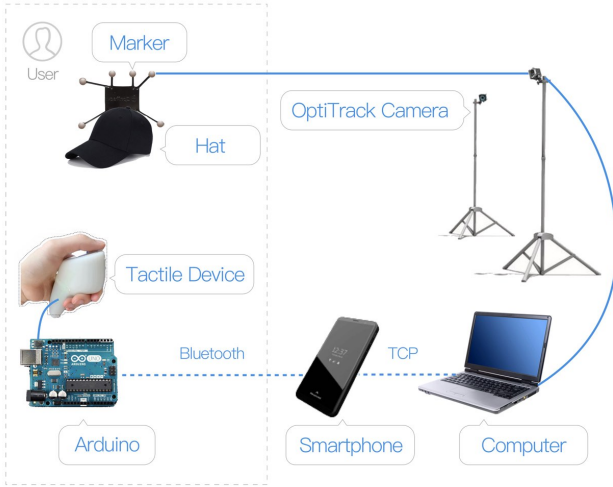 Marker
User
OptiTrack Camera
Hat
Tactile Device
Bluetooth
TCP
Arduino
Smartphone
Computer